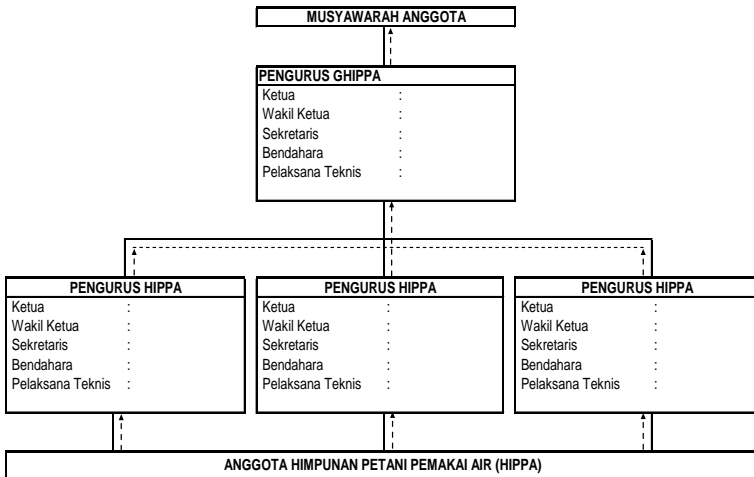 MUSYAWARAH ANGGOTA
PENGURUS GHIPPA
Ketua :
Wakil Ketua :
Sekretaris :
Bendahara :
Pelaksana Teknis :
PENGURUS HIPPA
Ketua :
Wakil Ketua :
Sekretaris :
Bendahara :
Pelaksana Teknis :
PENGURUS HIPPA
Ketua :
Wakil Ketua :
Sekretaris :
Bendahara :
Pelaksana Teknis :
PENGURUS HIPPA
Ketua :
Wakil Ketua :
Sekretaris :
Bendahara :
Pelaksana Teknis :
ANGGOTA HIMPUNAN PETANI PEMAKAI AIR (HIPPA)